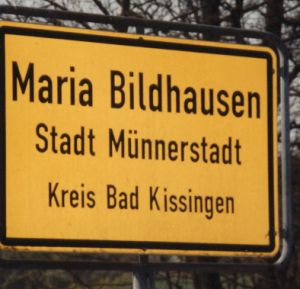 Maria Bildhausen
Stadt Münnerstadt
Kreis Bad Kissingen